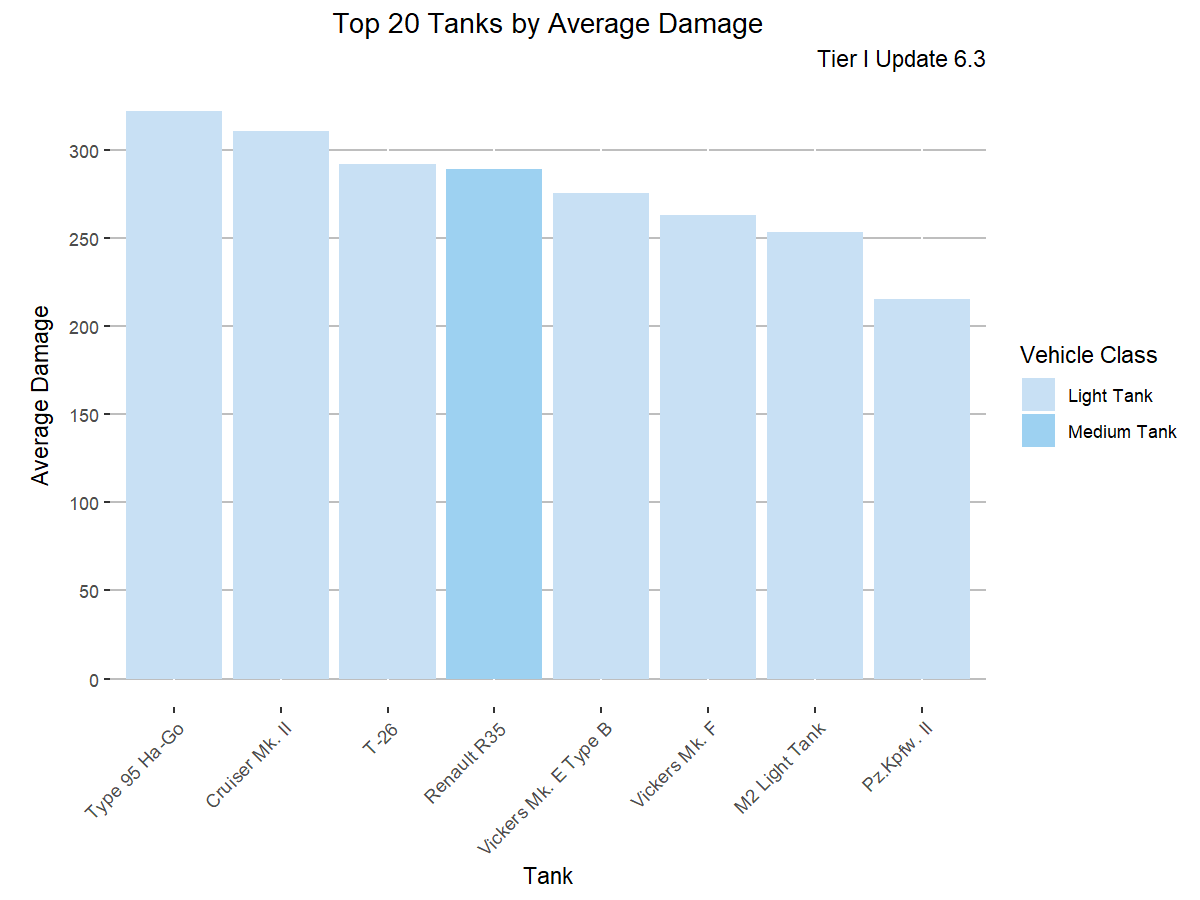 Top 20 Tanks by Average Damage
Tier I Update 6.3
Average Damage
300
250
200
150
100
50
0
Type 95 Ha-Go
Cruiser Mk. II
T-26
Renault R35
Vickers Mk. E Type B
Vickers Mk. F
M2 Light Tank
Pz.Kpfw. II
Tank
Vehicle Class
Light Tank
Medium Tank